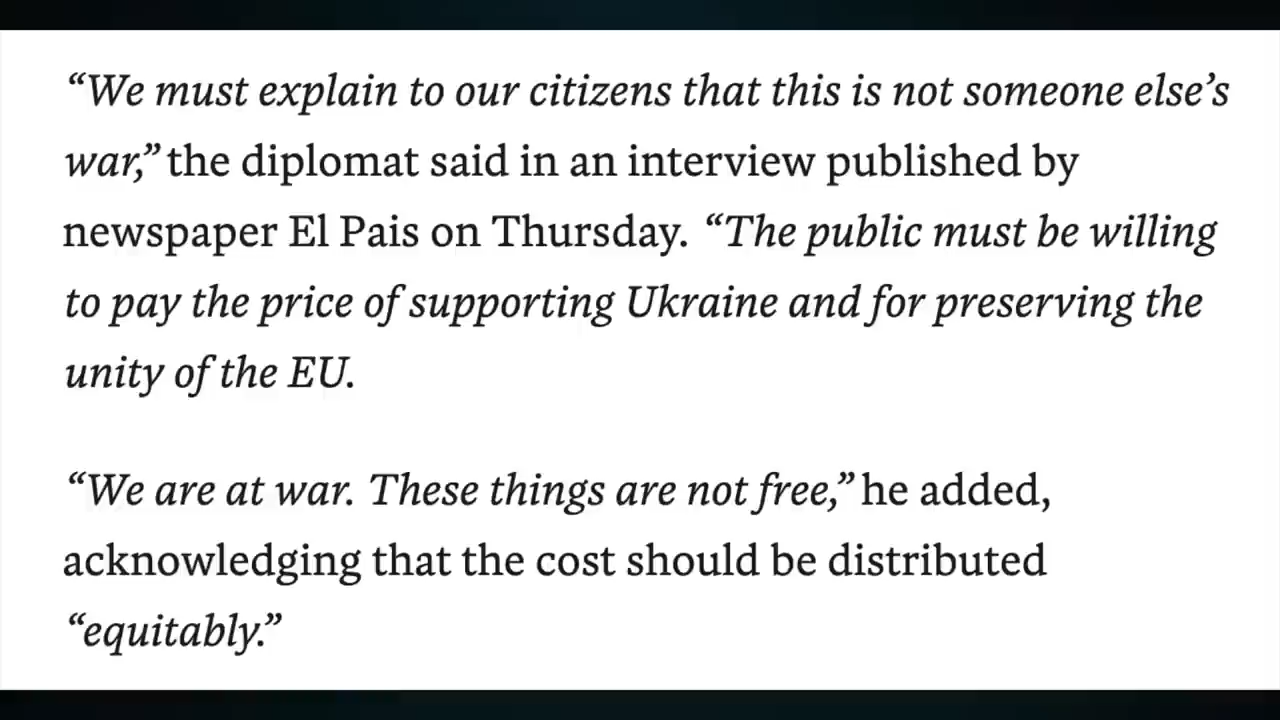 “We must explain to our citizens that this is not someone else’s
war,” the diplomat said in an interview published by
newspaper El Pais on Thursday. “The public must be willing
to pay the price of supporting Ukraine and for preserving the
unity of the EU.
“We are at war. These things are not free,” he added,
acknowledging that the cost should be distributed
“equitably.”